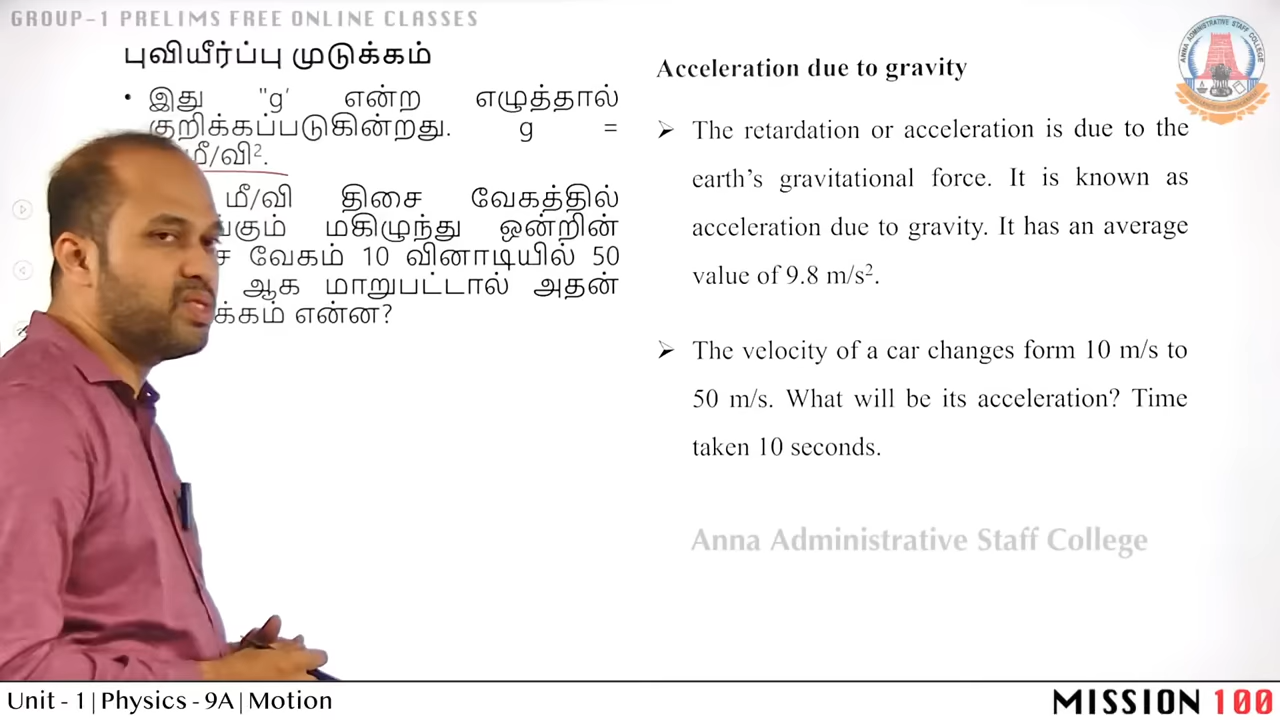 GROUP-1 PRELIMS FREE ONLINE CLASSES
புவியீர்ப்பு முடுக்கம்
• இது "g' என்ற எழுத்தால்
குறிக்கப்படுகின்றது. g =
மீ/வி².
மீ/வி திசை வேகத்தில்
மகிழுந்து ஒன்றின்
வேகம் 10 வினாடியில் 50
ஆக மாறுபட்டால் அதன்
என்ன?
Acceleration due to gravity
➢ The retardation or acceleration is due to the
earth's gravitational force. It is known as
acceleration due to gravity. It has an average
value of 9.8 m/s².
➢ The velocity of a car changes form 10 m/s to
50 m/s. What will be its acceleration? Time
taken 10 seconds.
Anna Administrative Staff College
ANNA ADMINISTRATIVE STAFF COLLEGE
Unit - 1|Physics - 9A|Motion
MISSION 100